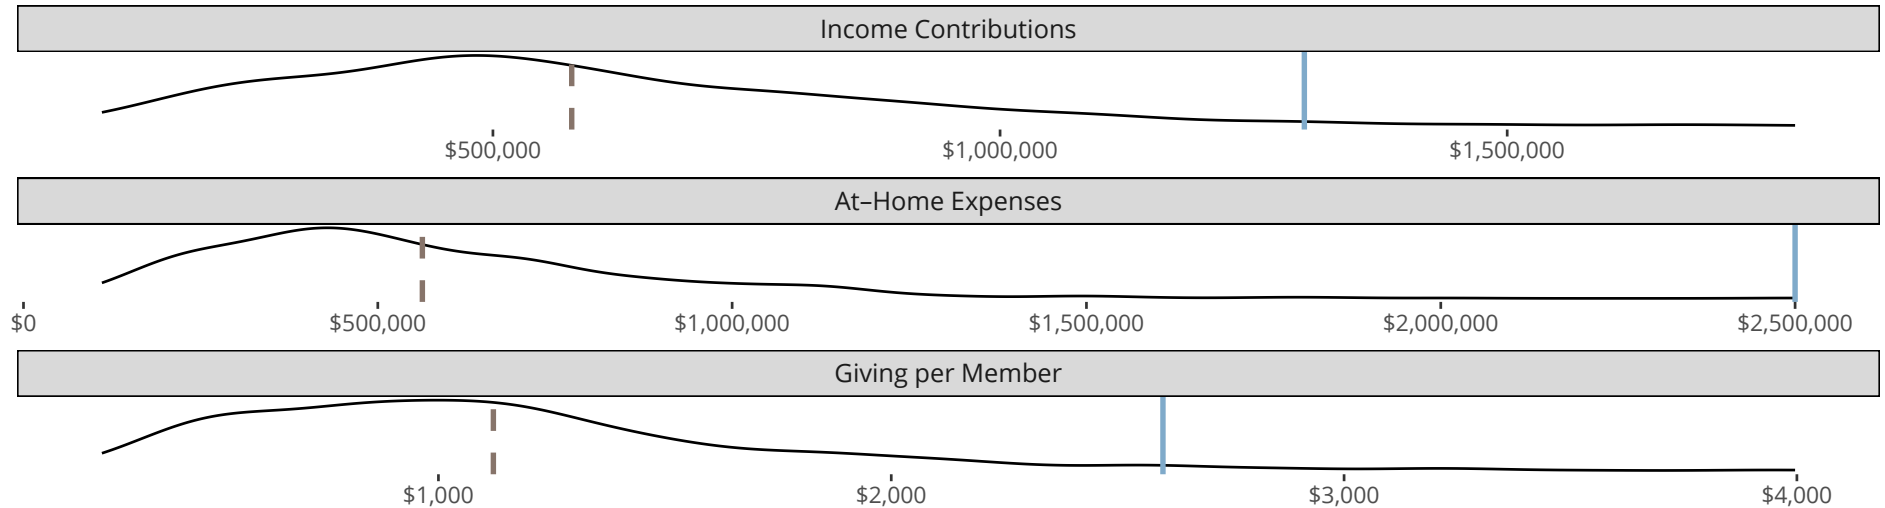 Income Contributions
$500,000 $1,000,000 $1,500,000
At–Home Expenses
$0 $500,000 $1,000,000 $1,500,000 $2,000,000 $2,500,000
Giving per Member
$1,000 $2,000 $3,000 $4,000